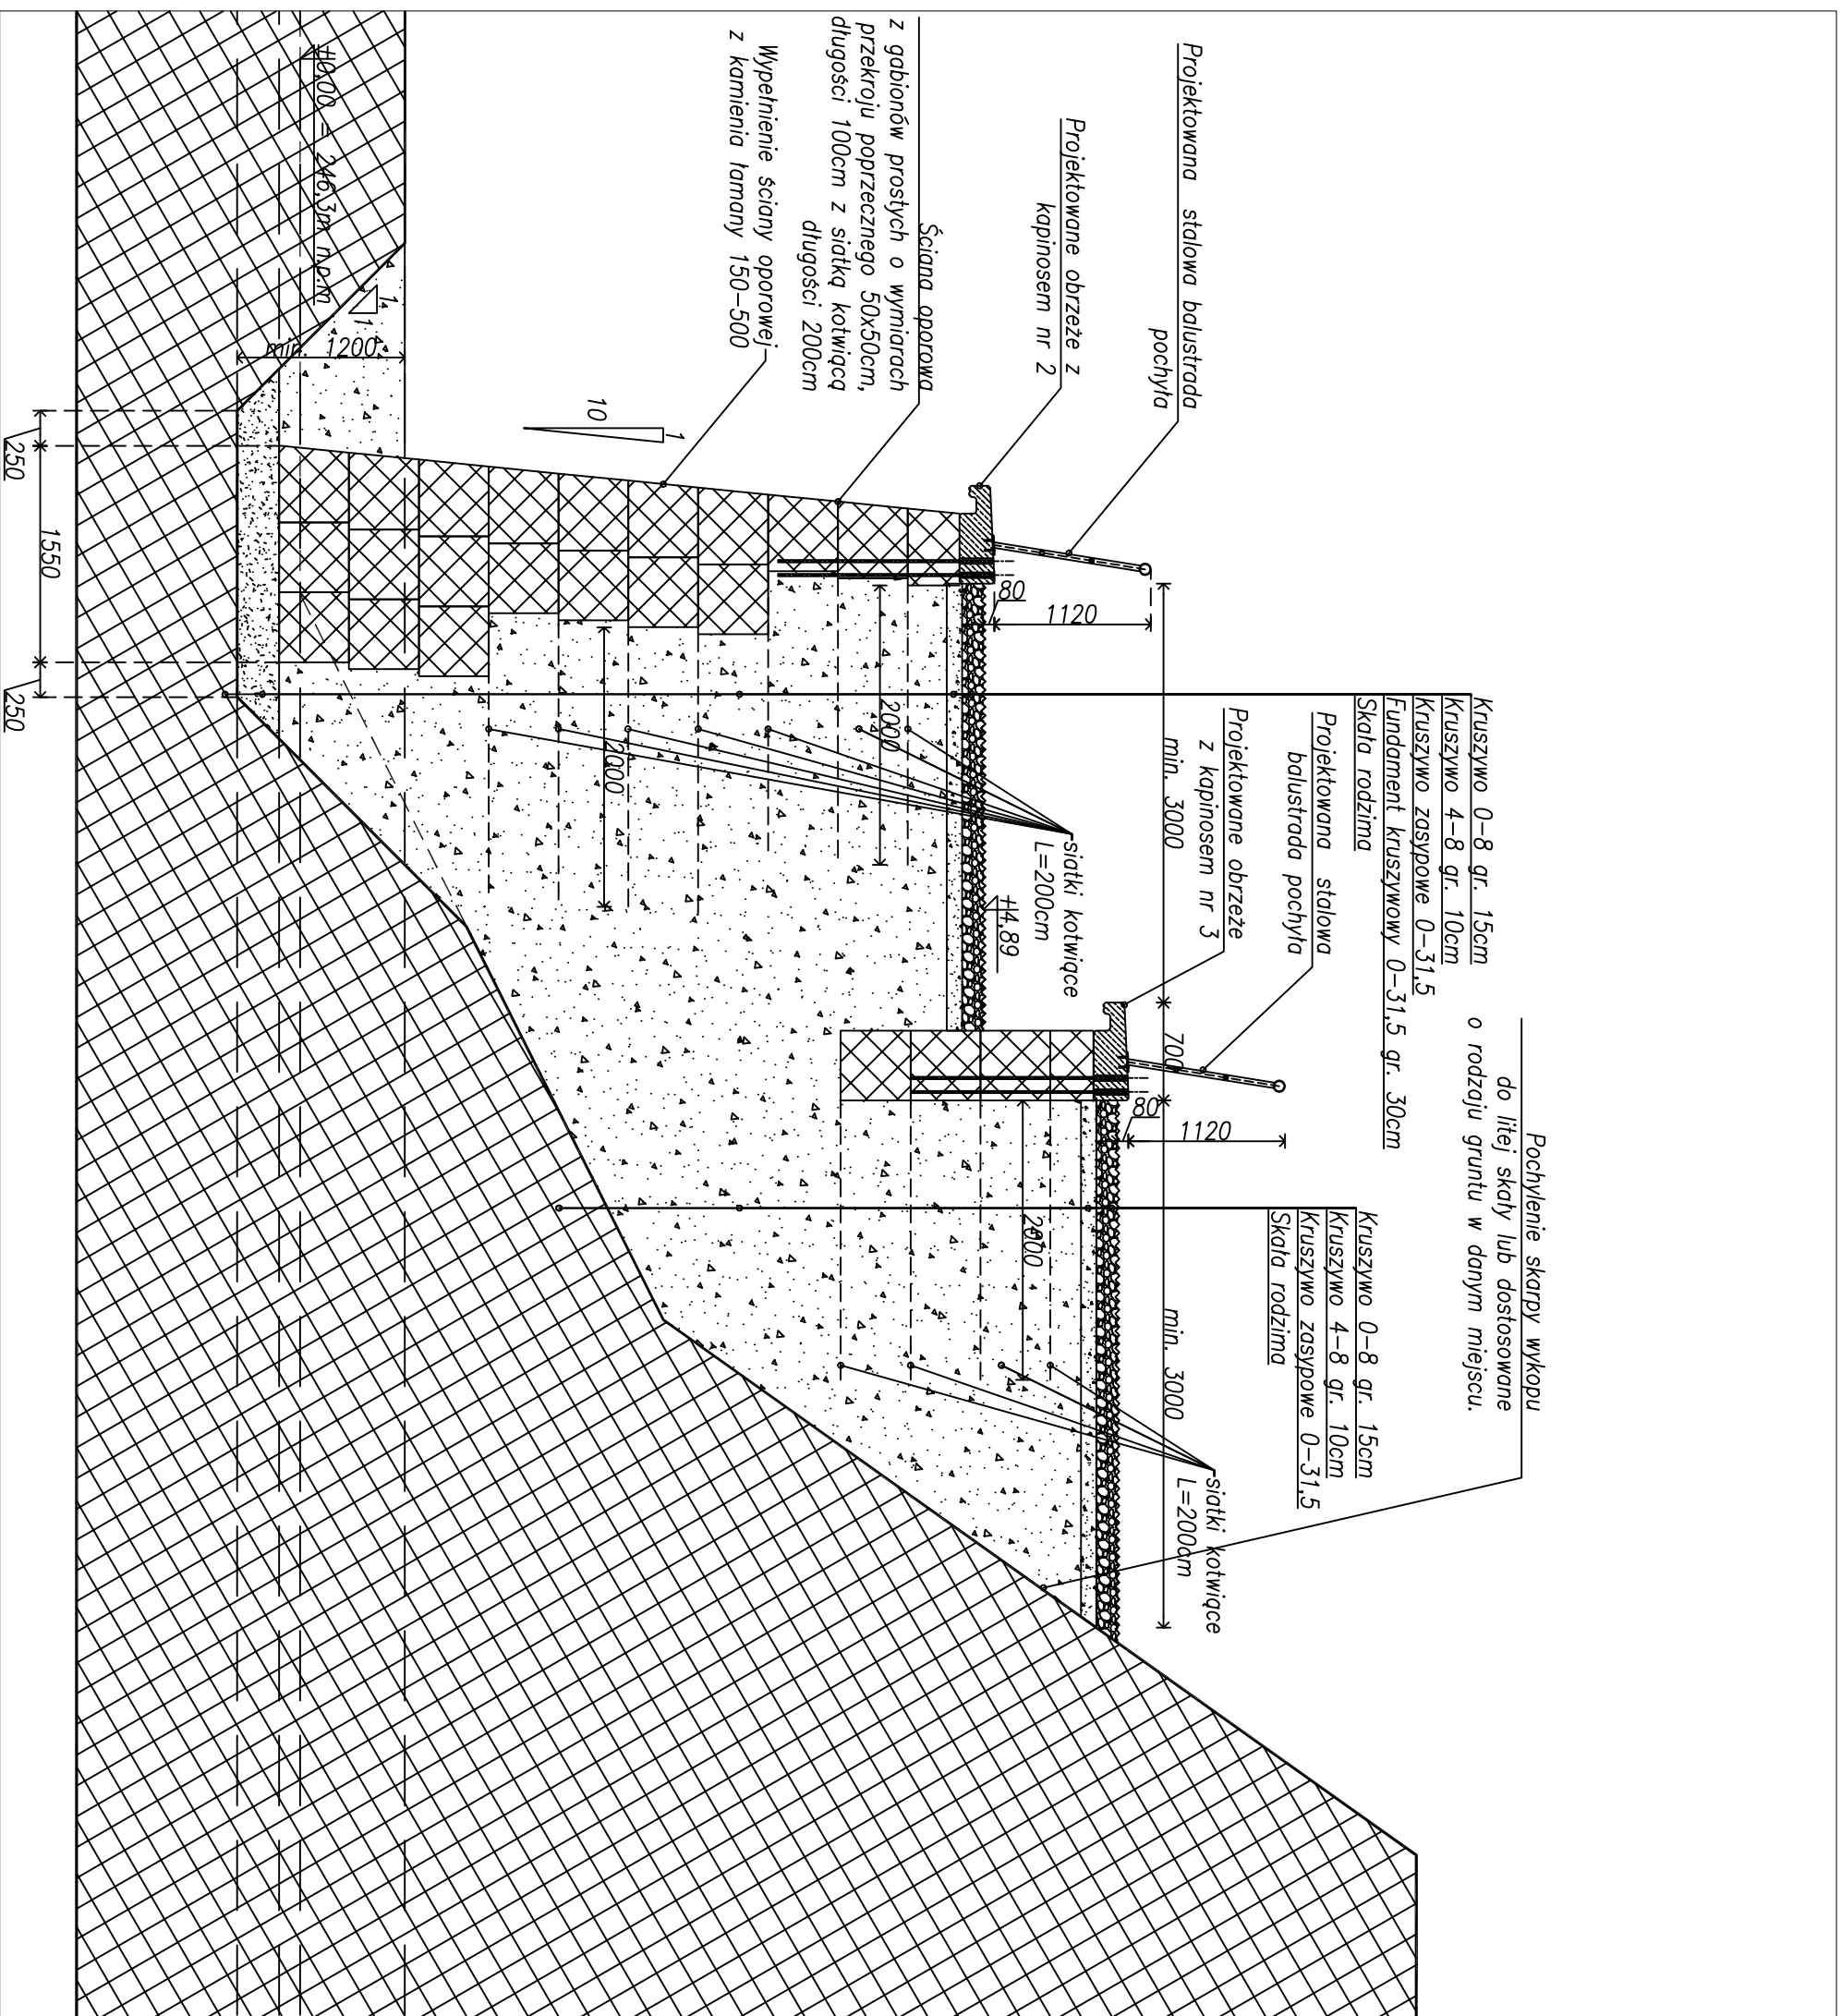 Projektowana stalowa balustrada
pochyła
Projektowane obrzeże z
kapinosem nr 2
Ściana oporowa
z gabionów prostych o wymiarach
przekroju poprzecznego 50x50cm,
długości 100cm z siatką kotwiącą
długości 200cm
Wypełnienie ściany oporowej
z kamienia łamany 150-500
±0,00 = 246,3m n.p.m
1
1
min. 1200
10
1
250
1550
250
80
1120
2000
2000
min. 3000
siatki kotwiące
L=200cm
+4,89
Kruszywo 0-8 gr. 15cm
Kruszywo 4-8 gr. 10cm
Kruszywo zasypowe 0-31,5
Fundament kruszywowy 0-31,5 gr. 30cm
Skała rodzima
Projektowana stalowa
balustrada pochyła
Projektowane obrzeże
z kapinosem nr 3
700
80
1120
2000
min. 3000
Pochylenie skarpy wykopu
do litej skały lub dostosowane
o rodzaju gruntu w danym miejscu.
Kruszywo 0-8 gr. 15cm
Kruszywo 4-8 gr. 10cm
Kruszywo zasypowe 0-31,5
Skała rodzima
siatki kotwiące
L=200cm